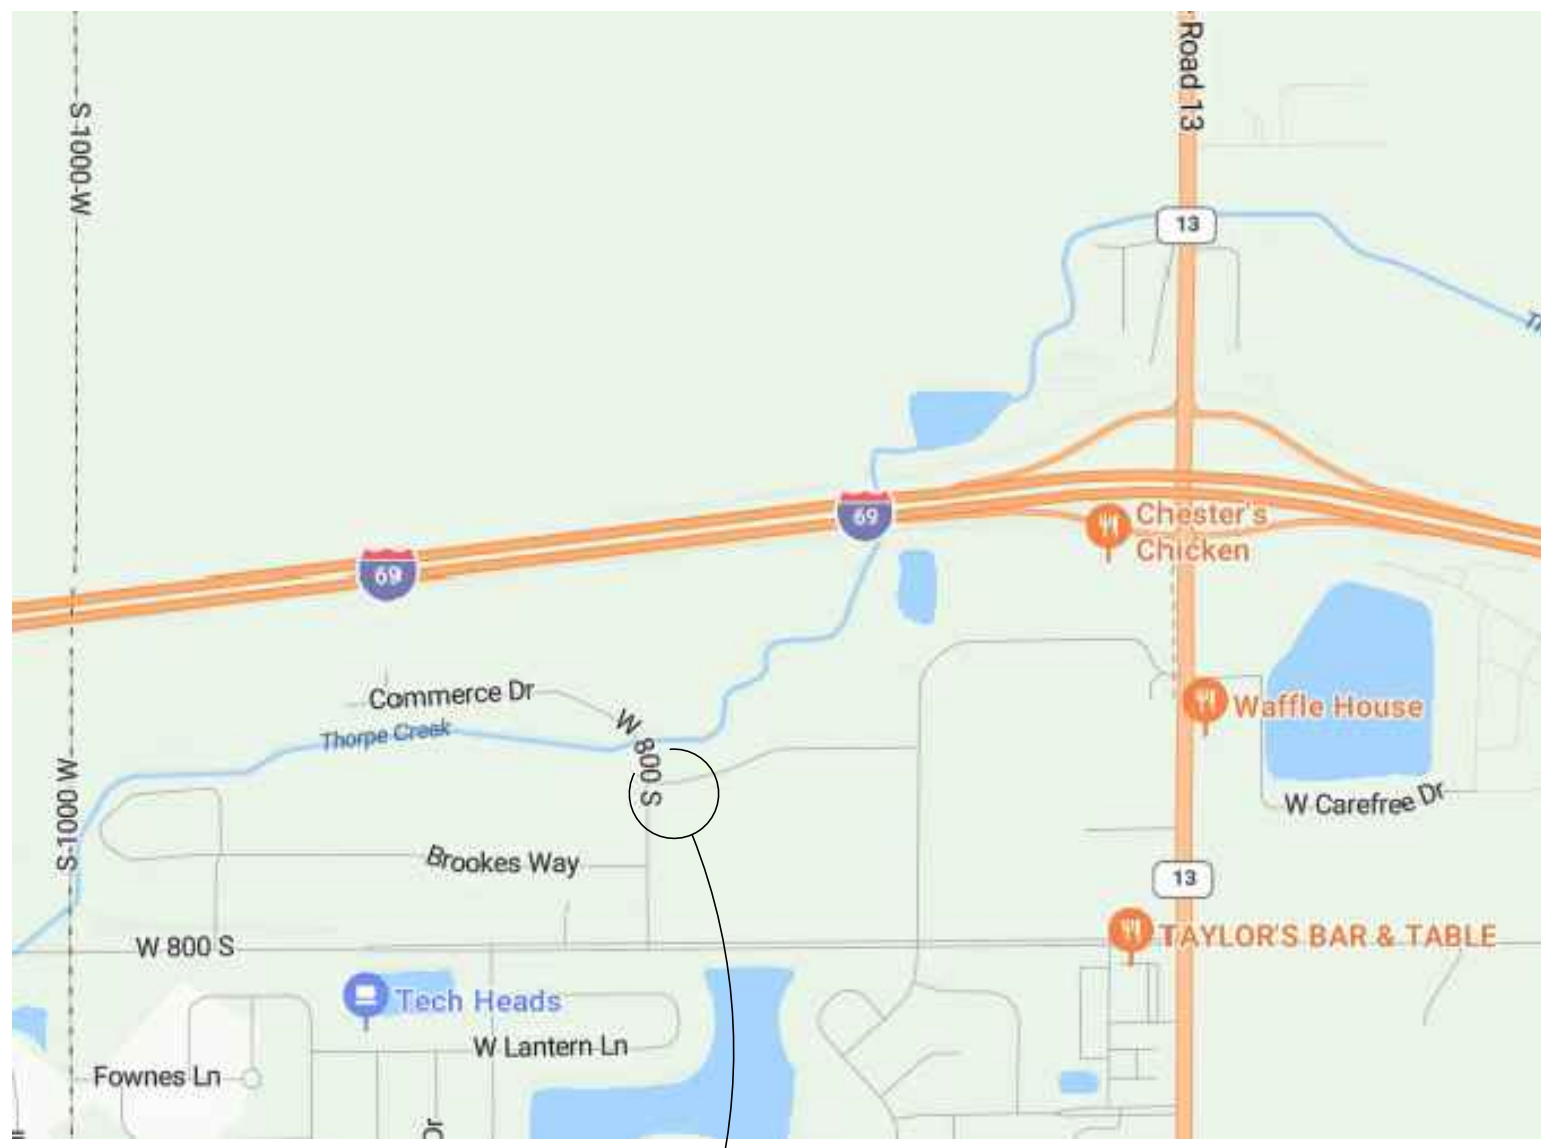 Road 13
S 1000 W
13
69
Chester's
Chicken
69
Commerce Dr
W 800 S
Waffle House
Thorpe Creek
S 1000 W
W Carefree Dr
Brookes Way
13
TAYLOR'S BAR & TABLE
W 800 S
Tech Heads
W Lantern Ln
Fownes Ln
Dr